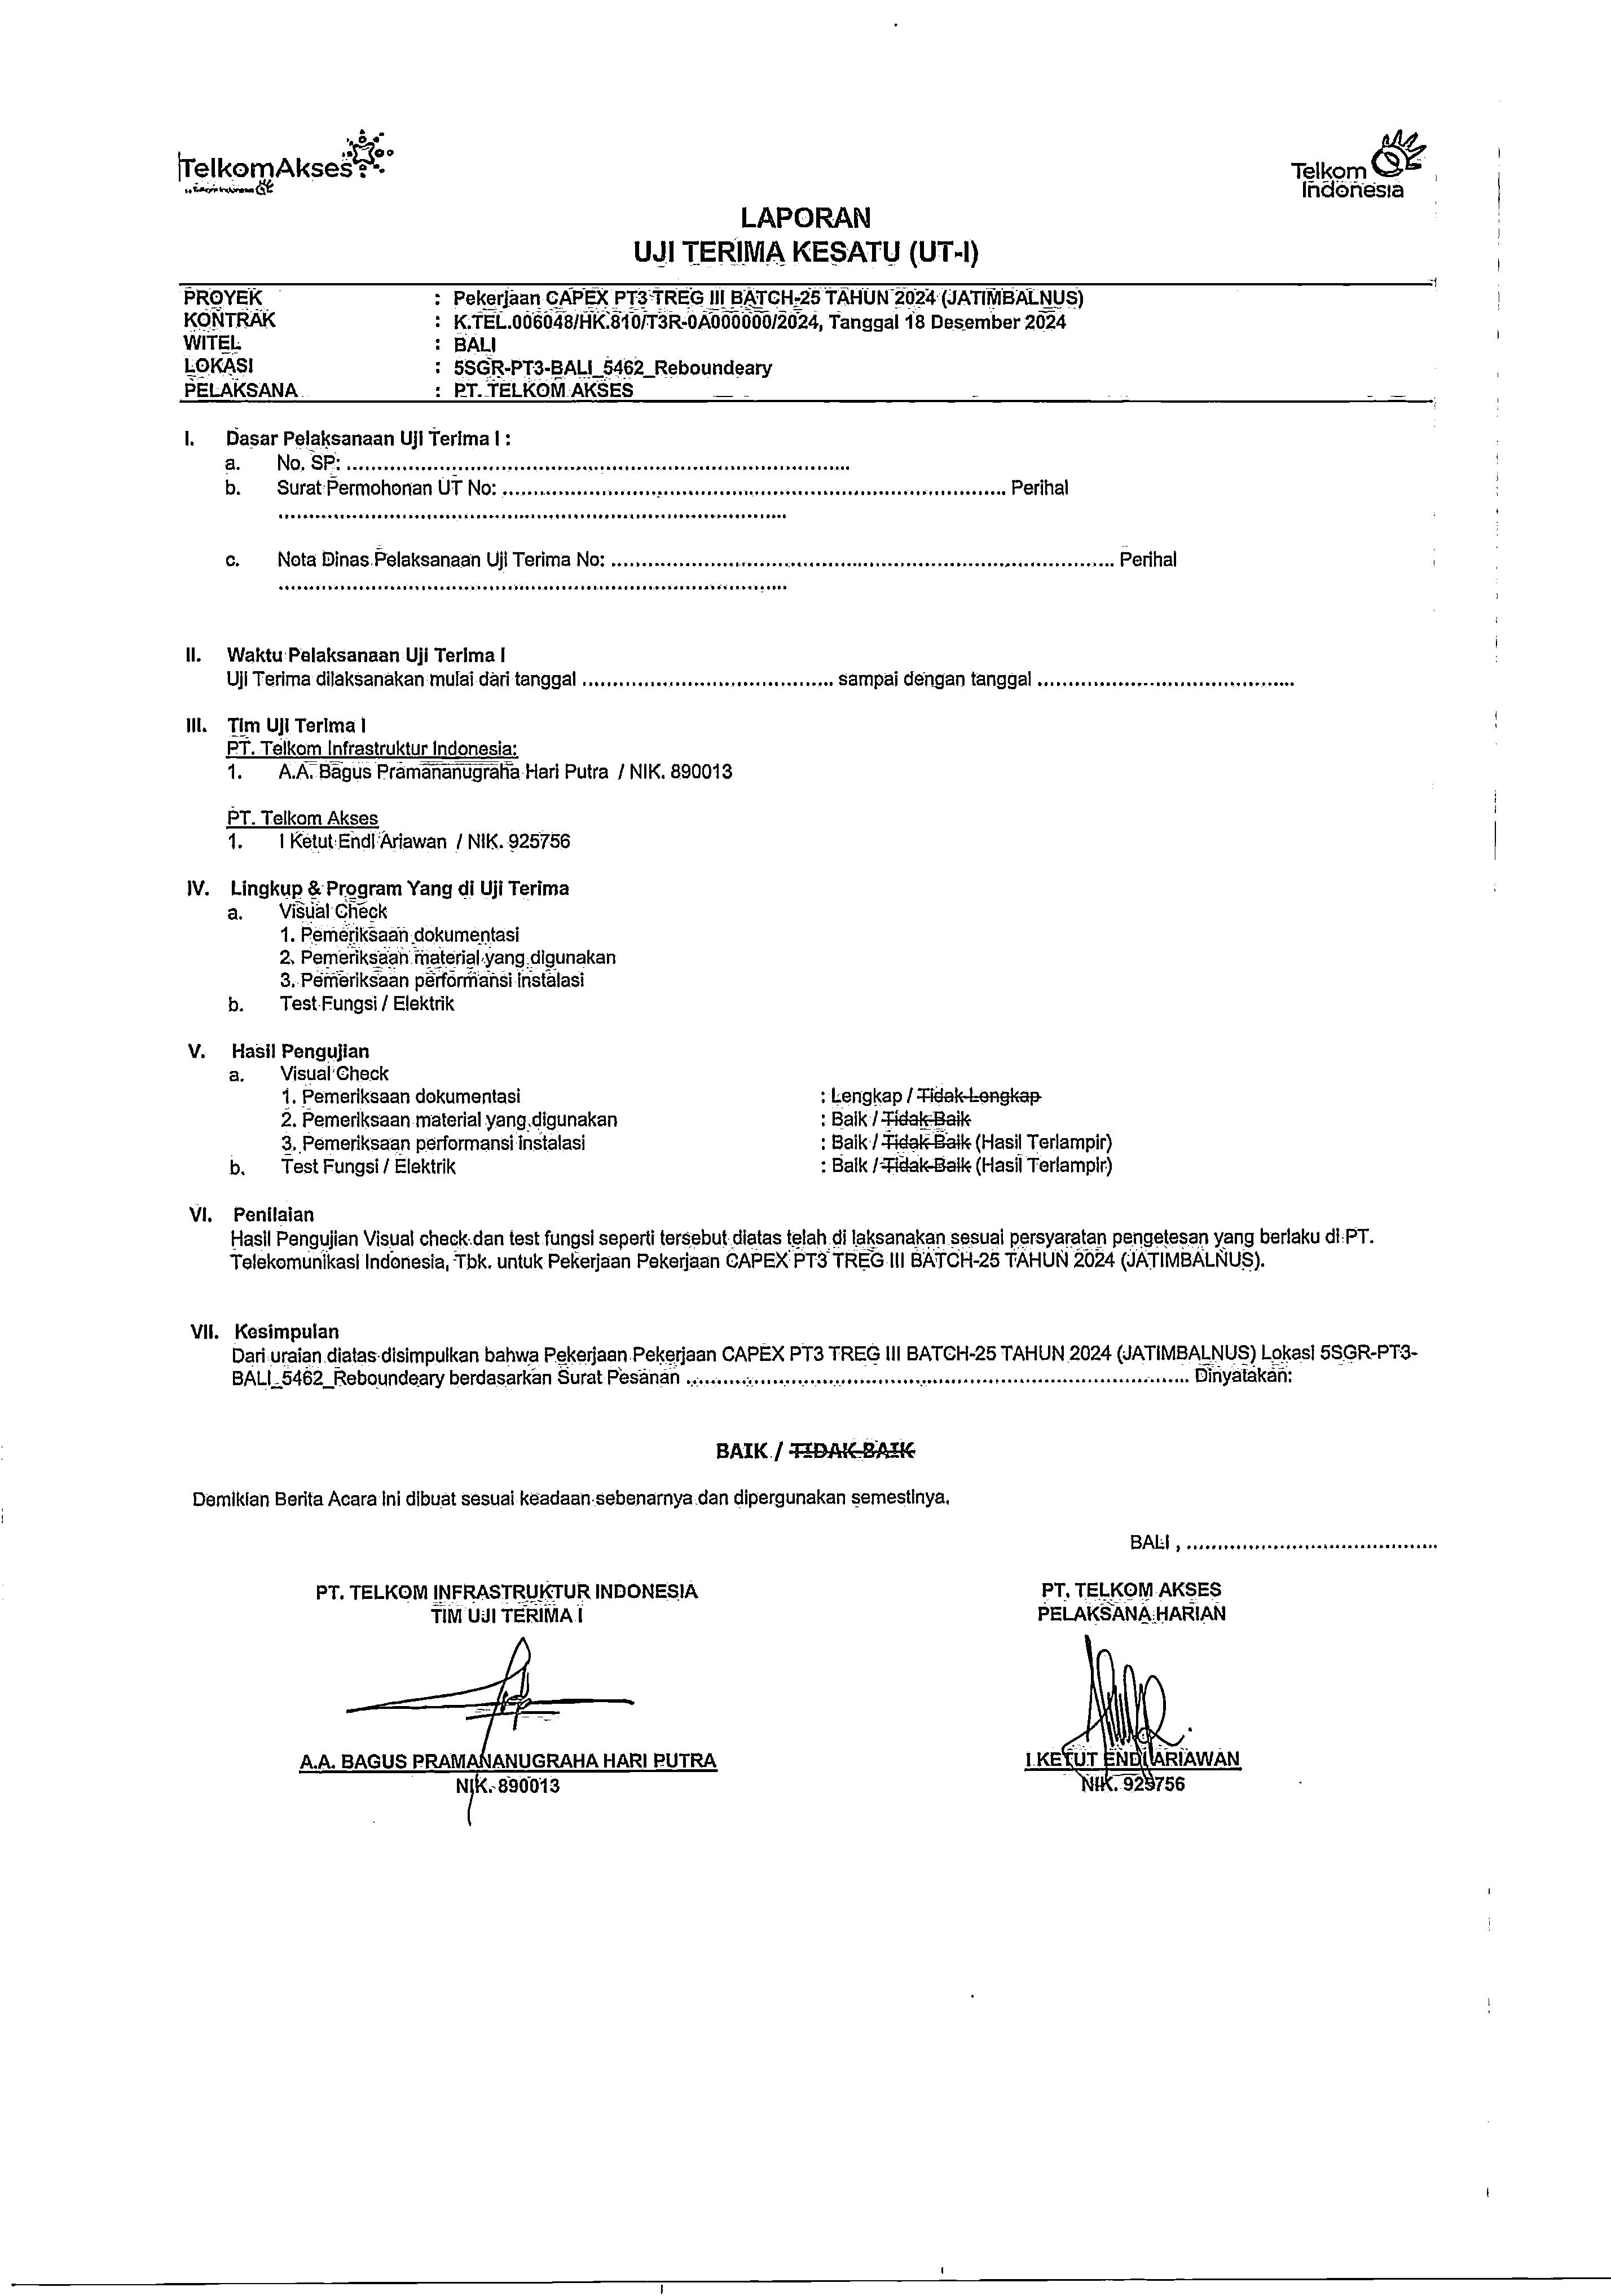 TelkomAkses
Telkom
Indonesia
LAPORAN
UJI TERIMA KESATU (UT-I)
PROYEK : Pekerjaan CAPEX PT3 TREG III BATCH-25 TAHUN 2024 (JATIMBALNUS)
KONTRAK : K.TEL.006048/HK.810/T3R-0A000000/2024, Tanggal 18 Desember 2024
WITEL : BALI
LOKASI : 5SGR-PT3-BALI_5462_Reboundeary
PELAKSANA : PT. TELKOM AKSES
I. Dasar Pelaksanaan Uji Terima I :
a. No. SP: ................................................................................
b. Surat Permohonan UT No: ................................................................................ Perihal
................................................................................
c. Nota Dinas Pelaksanaan Uji Terima No: ................................................................................ Perihal
................................................................................
II. Waktu Pelaksanaan Uji Terima I
Uji Terima dilaksanakan mulai dari tanggal ........................................ sampai dengan tanggal ........................................
III. Tim Uji Terima I
PT. Telkom Infrastruktur Indonesia:
1. A.A. Bagus Pramananugraha Hari Putra / NIK. 890013
PT. Telkom Akses
1. I Ketut Endi Ariawan / NIK. 925756
IV. Lingkup & Program Yang di Uji Terima
a. Visual Check
1. Pemeriksaan dokumentasi
2. Pemeriksaan material yang digunakan
3. Pemeriksaan performansi instalasi
b. Test Fungsi / Elektrik
V. Hasil Pengujian
a. Visual Check
1. Pemeriksaan dokumentasi : Lengkap / Tidak Lengkap
2. Pemeriksaan material yang digunakan : Baik / Tidak Baik
3. Pemeriksaan performansi instalasi : Baik / Tidak Baik (Hasil Terlampir)
b. Test Fungsi / Elektrik : Baik / Tidak Baik (Hasil Terlampir)
VI. Penilaian
Hasil Pengujian Visual check dan test fungsi seperti tersebut diatas telah di laksanakan sesuai persyaratan pengetesan yang berlaku di PT.
Telekomunikasi Indonesia, Tbk. untuk Pekerjaan Pekerjaan CAPEX PT3 TREG III BATCH-25 TAHUN 2024 (JATIMBALNUS).
VII. Kesimpulan
Dari uraian diatas disimpulkan bahwa Pekerjaan Pekerjaan CAPEX PT3 TREG III BATCH-25 TAHUN 2024 (JATIMBALNUS) Lokasi 5SGR-PT3-
BALI_5462_Reboundeary berdasarkan Surat Pesanan ................................................................................ Dinyatakan:
BAIK / TIDAK BAIK
Demikian Berita Acara ini dibuat sesuai keadaan sebenarnya dan dipergunakan semestinya.
BALI , ........................................
PT. TELKOM INFRASTRUKTUR INDONESIA
TIM UJI TERIMA I
PT. TELKOM AKSES
PELAKSANA HARIAN
A.A. BAGUS PRAMANANUGRAHA HARI PUTRA
NIK. 890013
I KETUT ENDI ARIAWAN
NIK. 925756